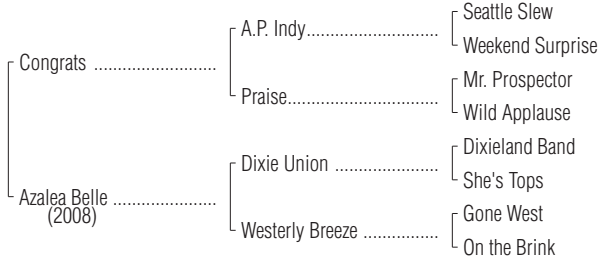 Seattle Slew
A.P. Indy..............................
Weekend Surprise
Congrats ............................
Mr. Prospector
Praise...................................
Wild Applause
Dixieland Band
Dixie Union ........................
She's Tops
Azalea Belle ........................
(2008)
Gone West
Westerly Breeze .................
On the Brink